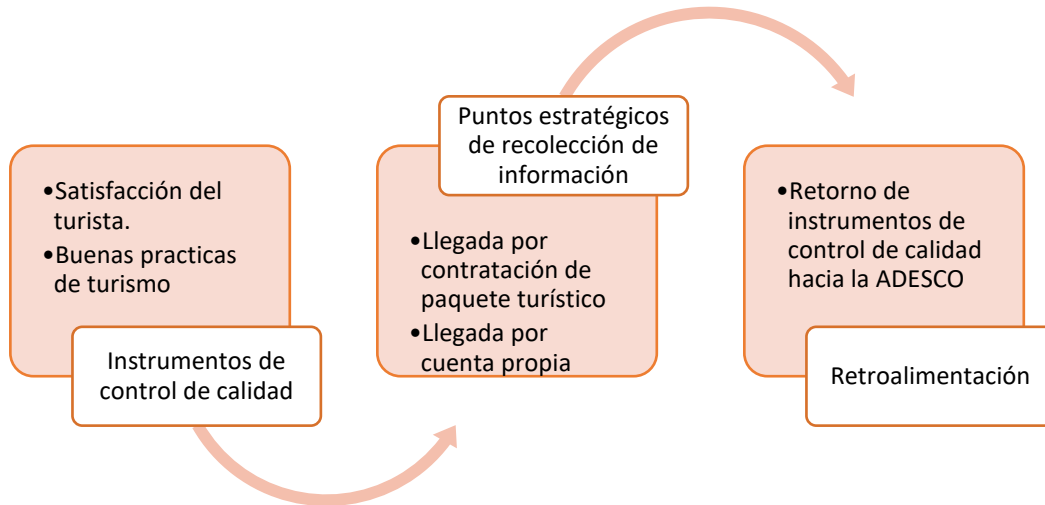 •Satisfacción del
turista.
•Buenas practicas
de turismo
Instrumentos de
control de calidad
Puntos estratégicos
de recolección de
información
•Llegada por
contratación de
paquete turístico
•Llegada por
cuenta propia
•Retorno de
instrumentos de
control de calidad
hacia la ADESCO
Retroalimentación